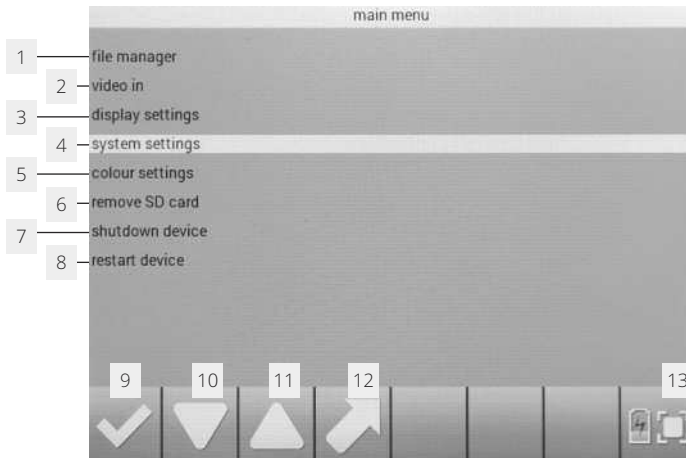 main menu
1 file manager
2 video in
3 display settings
4 system settings
5 colour settings
6 remove SD card
7 shutdown device
8 restart device
9 10 11 12 13